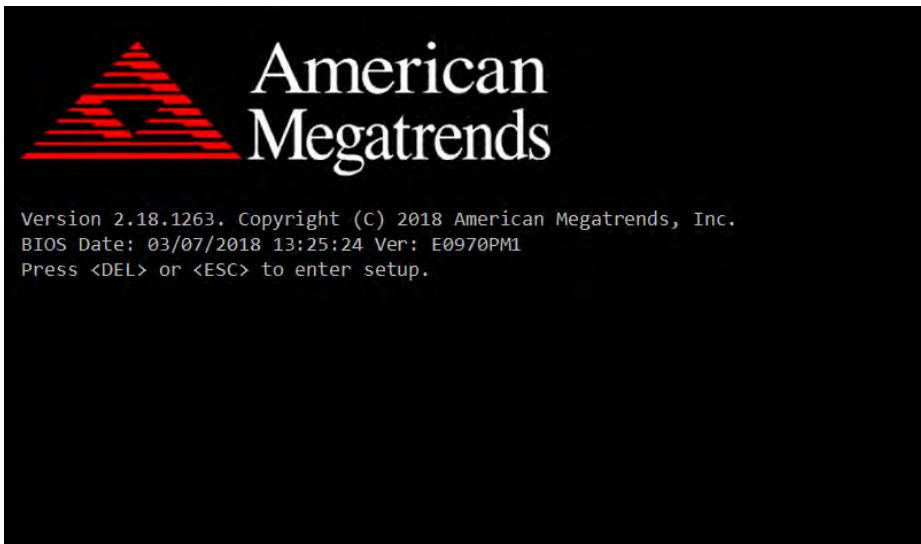 American
Megatrends
Version 2.18.1263. Copyright (C) 2018 American Megatrends, Inc.
BIOS Date: 03/07/2018 13:25:24 Ver: E0970PM1
Press <DEL> or <ESC> to enter setup.